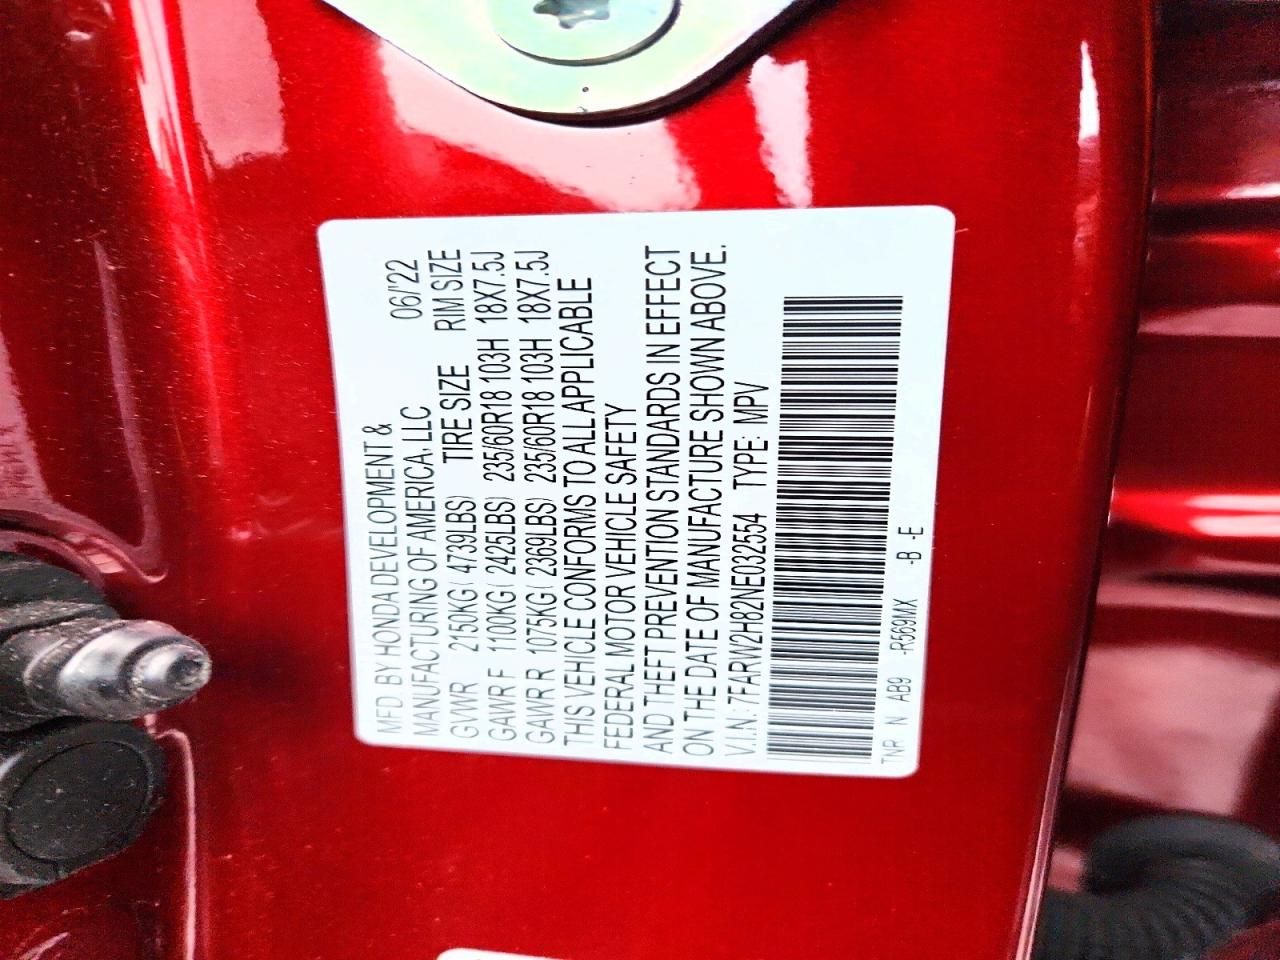 MFD BY HONDA DEVELOPMENT &
MANUFACTURING OF AMERICA, LLC 06/'22
GVWR 2150KG( 4739LBS) TIRE SIZE RIM SIZE
GAWR F 1100KG( 2425LBS) 235/60R18 103H 18X7.5J
GAWR R 1075KG( 2369LBS) 235/60R18 103H 18X7.5J
THIS VEHICLE CONFORMS TO ALL APPLICABLE
FEDERAL MOTOR VEHICLE SAFETY
AND THEFT PREVENTION STANDARDS IN EFFECT
ON THE DATE OF MANUFACTURE SHOWN ABOVE.
V.I.N.: 7FARW2H82NE032554 TYPE: MPV
TNR N AB9 -R569MX -B -E